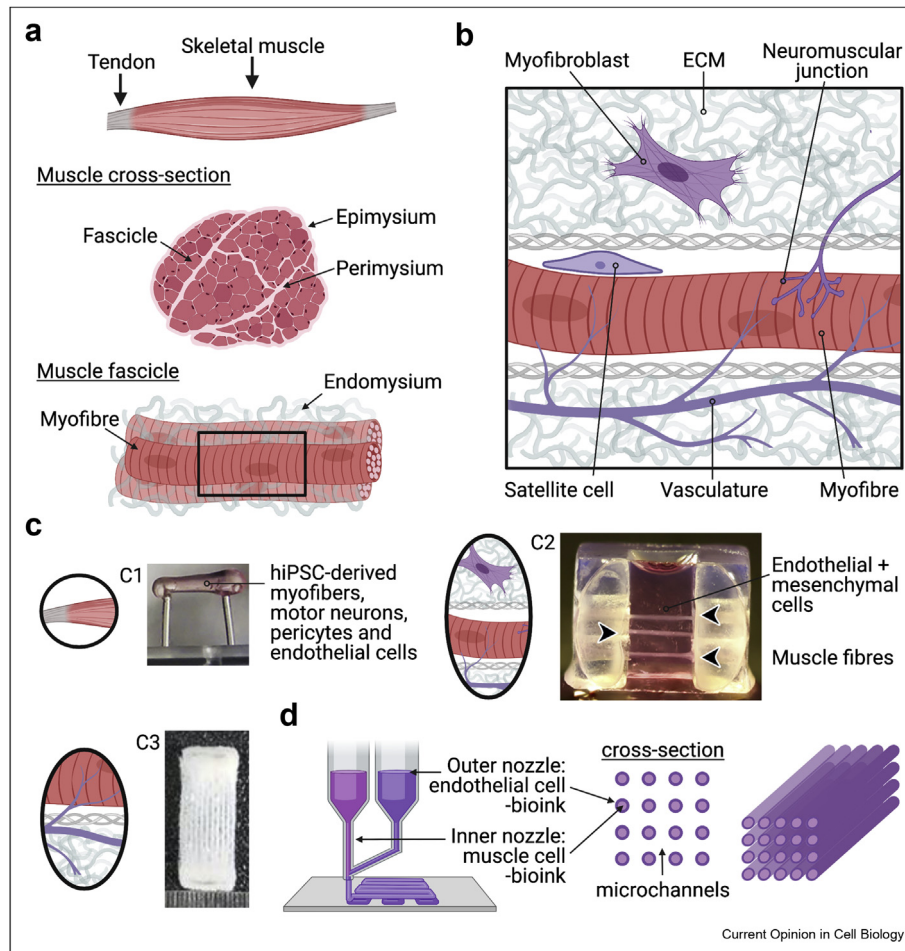 a
Skeletal muscle
Tendon
Muscle cross-section
Epimysium
Fascicle
Perimysium
Muscle fascicle
Endomysium
Myofibre
b
Myofibroblast
ECM
Neuromuscular
junction
Satellite cell
Vasculature
Myofibre
c
C1
hiPSC-derived
myofibers,
motor neurons,
pericytes and
endothelial cells
C2
Endothelial +
mesenchymal
cells
Muscle fibres
C3
d
Outer nozzle:
endothelial cell
-bioink
Inner nozzle:
muscle cell
-bioink
cross-section
microchannels
Current Opinion in Cell Biology